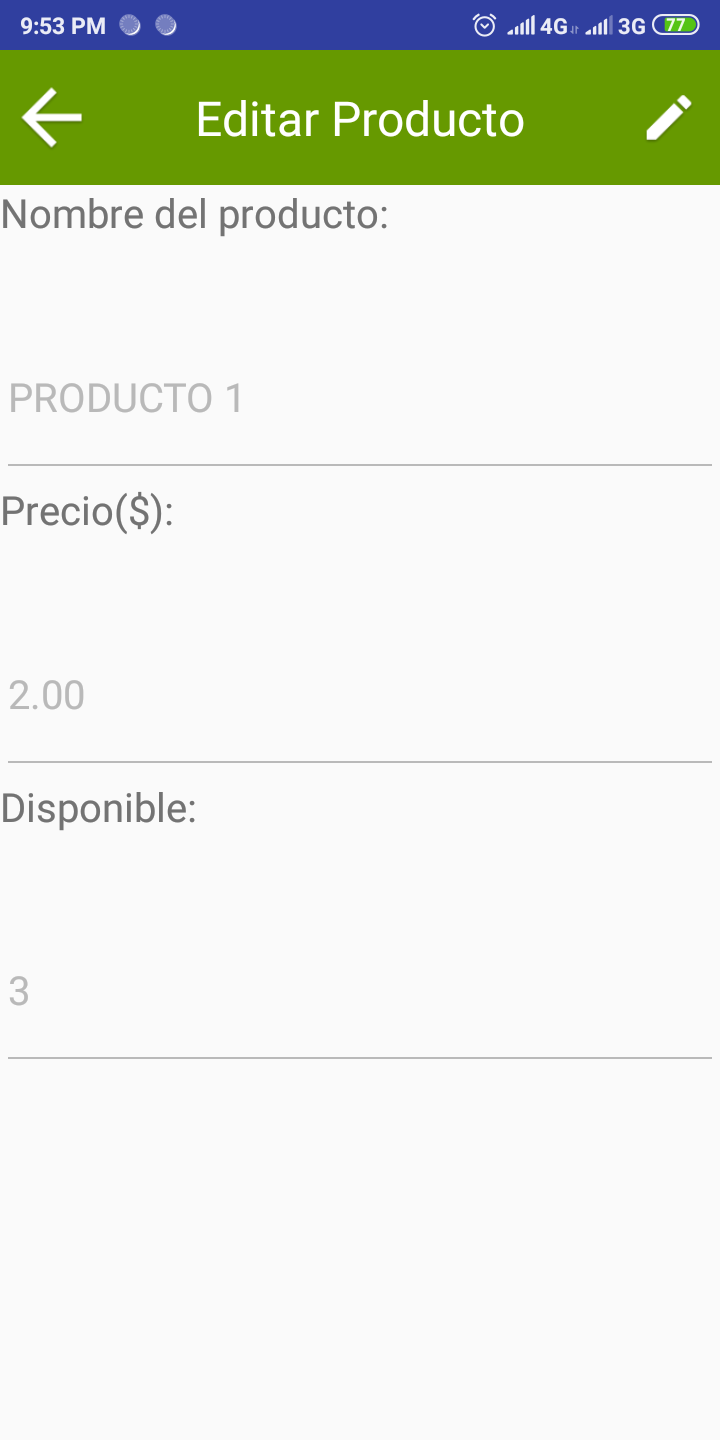 9:53 PM 4G 3G 77
Editar Producto
Nombre del producto:
PRODUCTO 1
Precio($):
2.00
Disponible:
3